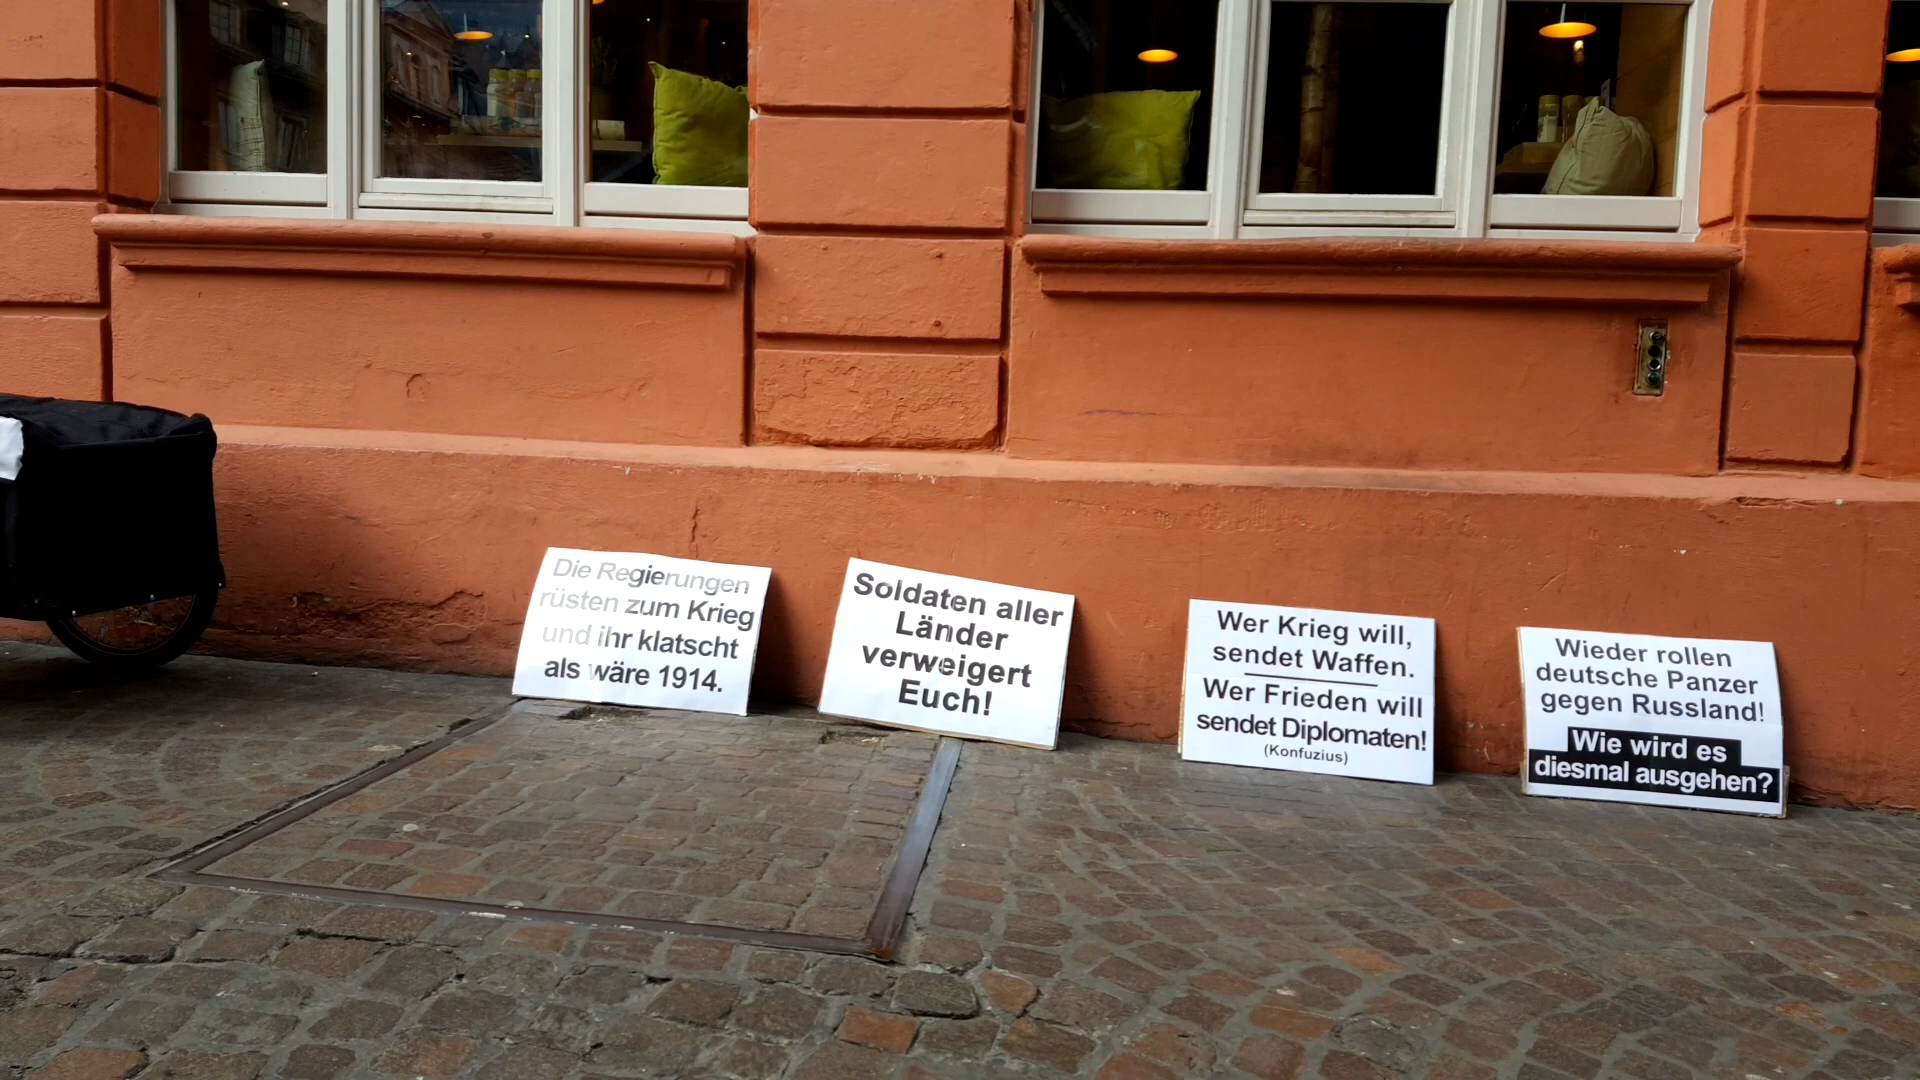 Die Regierungen
rüsten zum Krieg
und ihr klatscht
als wäre 1914.
Soldaten aller
Länder
verweigert
Euch!
Wer Krieg will,
sendet Waffen.
Wer Frieden will
sendet Diplomaten!
(Konfuzius)
Wieder rollen
deutsche Panzer
gegen Russland!
Wie wird es
diesmal ausgehen?